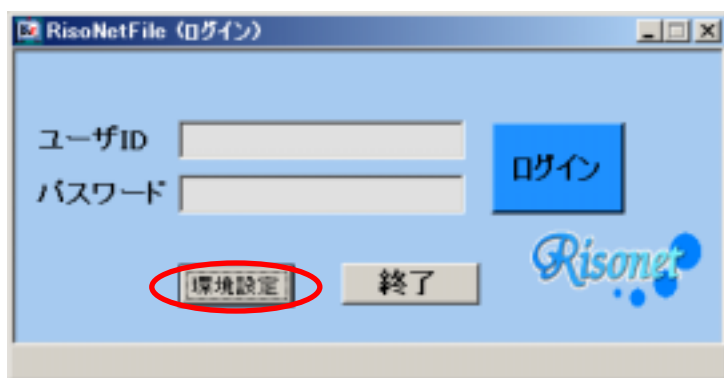 RisoNetFile (ログイン)
ユーザID
ログイン
パスワード
Risonet
環境設定
終了